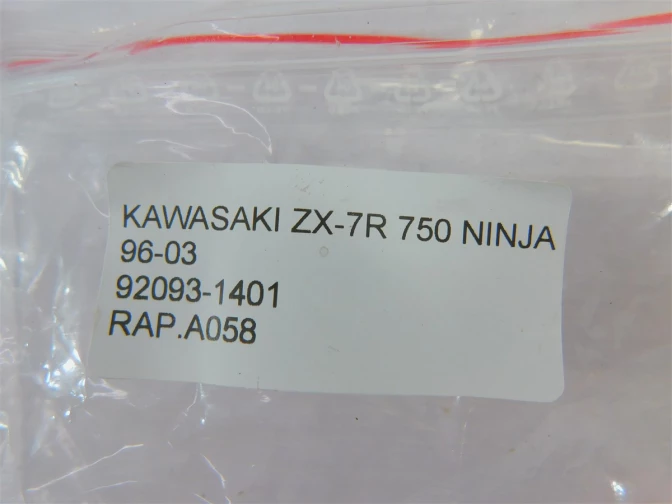 KAWASAKI ZX-7R 750 NINJA
96-03
92093-1401
RAP.A058